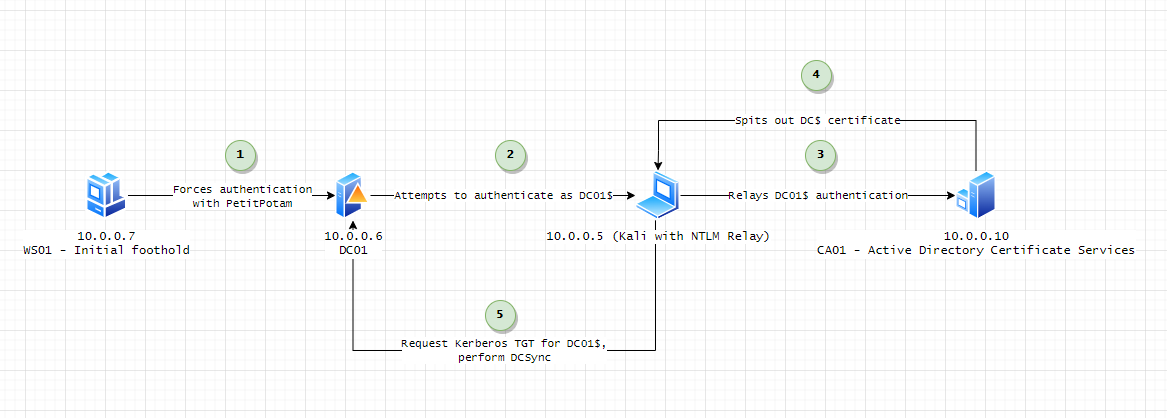 4
Spits out DC$ certificate
1
2
3
Forces authentication
with PetitPotam
Attempts to authenticate as DC01$
Relays DC01$ authentication
10.0.0.7
WS01 - Initial foothold
10.0.0.6
DC01
10.0.0.5 (Kali with NTLM Relay)
10.0.0.10
CA01 - Active Directory Certificate Services
5
Request Kerberos TGT for DC01$,
perform DCSync